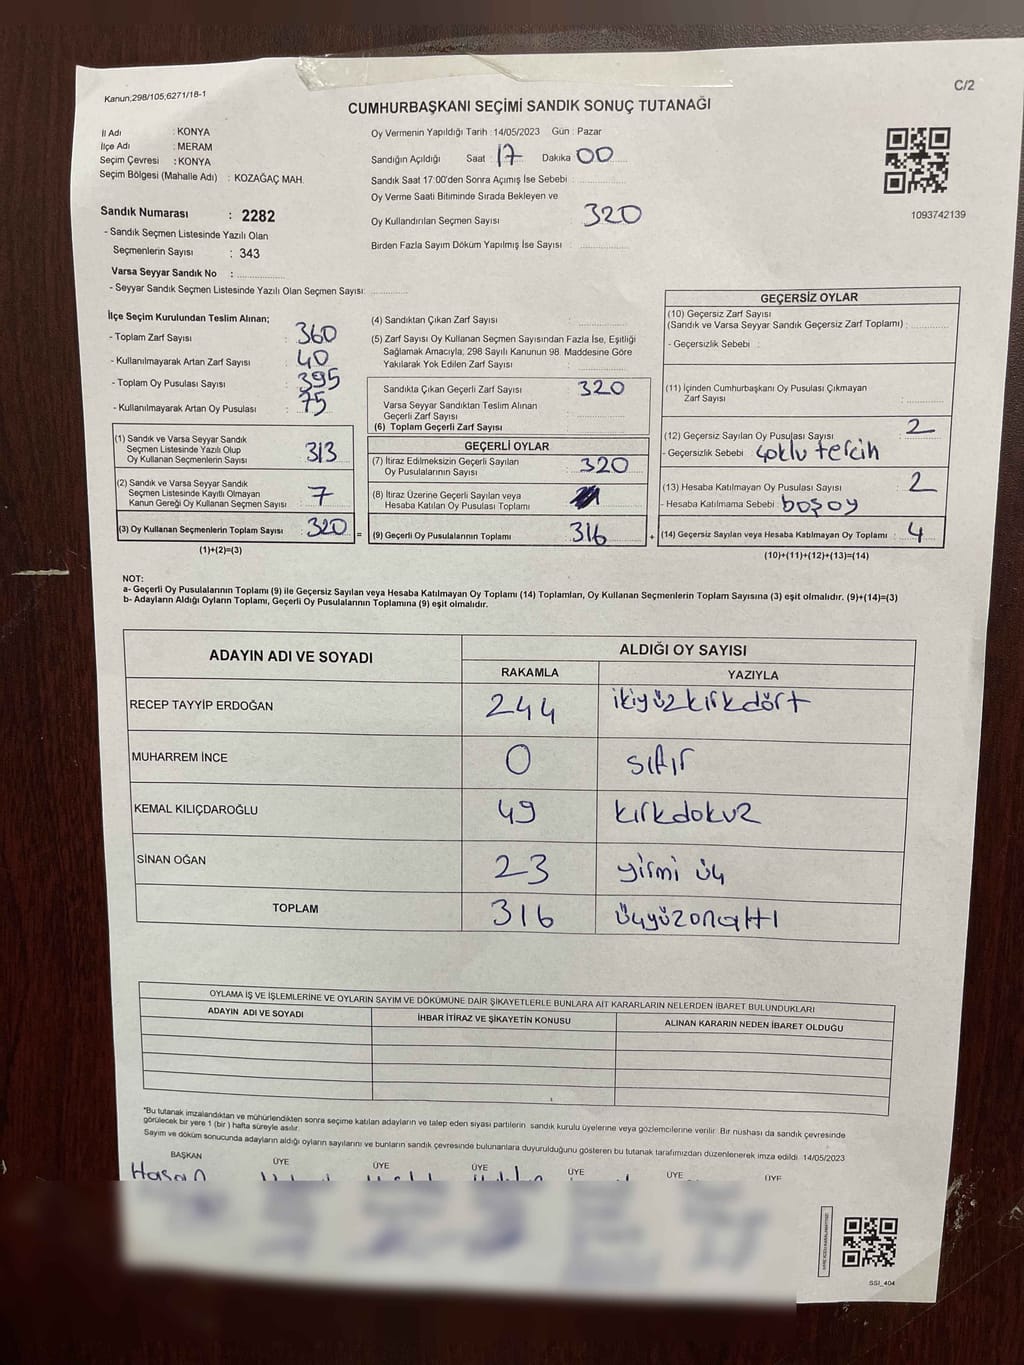 Kanun;298/105;6271/18-1
C/2
CUMHURBAŞKANI SEÇİMİ SANDIK SONUÇ TUTANAĞI
İl Adı : KONYA
İlçe Adı : MERAM
Seçim Çevresi : KONYA
Seçim Bölgesi (Mahalle Adı) : KOZAĞAÇ MAH.
Sandık Numarası : 2282
- Sandık Seçmen Listesinde Yazılı Olan
Seçmenlerin Sayısı : 343
Varsa Seyyar Sandık No :
- Seyyar Sandık Seçmen Listesinde Yazılı Olan Seçmen Sayısı:
Oy Vermenin Yapıldığı Tarih : 14/05/2023 Gün : Pazar
Sandığın Açıldığı Saat 17 Dakika 00
Sandık Saat 17:00'den Sonra Açımış İse Sebebi :
Oy Verme Saati Bitiminde Sırada Bekleyen ve
Oy Kullandırılan Seçmen Sayısı : 320
Birden Fazla Sayım Döküm Yapılmış İse Sayısı :
1093742139
İlçe Seçim Kurulundan Teslim Alınan;
- Toplam Zarf Sayısı : 360
- Kullanılmayarak Artan Zarf Sayısı : 40
- Toplam Oy Pusulası Sayısı : 395
- Kullanılmayarak Artan Oy Pusulası : 75
(1) Sandık ve Varsa Seyyar Sandık
Seçmen Listesinde Yazılı Olup
Oy Kullanan Seçmenlerin Sayısı : 313
(2) Sandık ve Varsa Seyyar Sandık
Seçmen Listesinde Kayıtlı Olmayan
Kanun Gereği Oy Kullanan Seçmen Sayısı : 7
(3) Oy Kullanan Seçmenlerin Toplam Sayısı : 320
(1)+(2)=(3)
(4) Sandıktan Çıkan Zarf Sayısı :
(5) Zarf Sayısı Oy Kullanan Seçmen Sayısından Fazla İse, Eşitliği
Sağlamak Amacıyla; 298 Sayılı Kanunun 98. Maddesine Göre
Yakılarak Yok Edilen Zarf Sayısı :
Sandıkta Çıkan Geçerli Zarf Sayısı : 320
Varsa Seyyar Sandıktan Teslim Alınan
Geçerli Zarf Sayısı :
(6) Toplam Geçerli Zarf Sayısı
GEÇERLİ OYLAR
(7) İtiraz Edilmeksizin Geçerli Sayılan
Oy Pusulalarının Sayısı : 320
(8) İtiraz Üzerine Geçerli Sayılan veya
Hesaba Katılan Oy Pusulası Toplamı :
= (9) Geçerli Oy Pusulalarının Toplamı : 316
GEÇERSİZ OYLAR
(10) Geçersiz Zarf Sayısı
(Sandık ve Varsa Seyyar Sandık Geçersiz Zarf Toplamı) :
- Geçersizlik Sebebi :
(11) İçinden Cumhurbaşkanı Oy Pusulası Çıkmayan
Zarf Sayısı :
(12) Geçersiz Sayılan Oy Pusulası Sayısı : 2
- Geçersizlik Sebebi : çoklu tercih
(13) Hesaba Katılmayan Oy Pusulası Sayısı : 2
- Hesaba Katılmama Sebebi : boş oy
+ (14) Geçersiz Sayılan veya Hesaba Katılmayan Oy Toplamı : 4
(10)+(11)+(12)+(13)=(14)
NOT:
a- Geçerli Oy Pusulalarının Toplamı (9) ile Geçersiz Sayılan veya Hesaba Katılmayan Oy Toplamı (14) Toplamları, Oy Kullanan Seçmenlerin Toplam Sayısına (3) eşit olmalıdır. (9)+(14)=(3)
b- Adayların Aldığı Oyların Toplamı, Geçerli Oy Pusulalarının Toplamına (9) eşit olmalıdır.
ADAYIN ADI VE SOYADI ALDIĞI OY SAYISI
RAKAMLA YAZIYLA
RECEP TAYYİP ERDOĞAN 244 ikiyüzkırkdört
MUHARREM İNCE 0 sıfır
KEMAL KILIÇDAROĞLU 49 kırkdokuz
SİNAN OĞAN 23 yirmi üç
TOPLAM 316 üçyüzonaltı
OYLAMA İŞ VE İŞLEMLERİNE VE OYLARIN SAYIM VE DÖKÜMÜNE DAİR ŞİKAYETLERLE BUNLARA AİT KARARLARIN NELERDEN İBARET BULUNDUKLARI
ADAYIN ADI VE SOYADI İHBAR İTİRAZ VE ŞİKAYETİN KONUSU ALINAN KARARIN NEDEN İBARET OLDUĞU
*Bu tutanak imzalandıktan ve mühürlendikten sonra seçime katılan adayların ve talep eden siyasi partilerin sandık kurulu üyelerine veya gözlemcilerine verilir. Bir nüshası da sandık çevresinde
görülecek bir yere 1 (bir ) hafta süreyle asılır.
Sayım ve döküm sonucunda adayların aldığı oyların sayılarını ve bunların sandık çevresinde bulunanlara duyurulduğunu gösteren bu tutanak tarafımızdan düzenlenerek imza edildi. 14/05/2023
BAŞKAN ÜYE ÜYE ÜYE ÜYE ÜYE ÜYE
Hasan
SSI_404